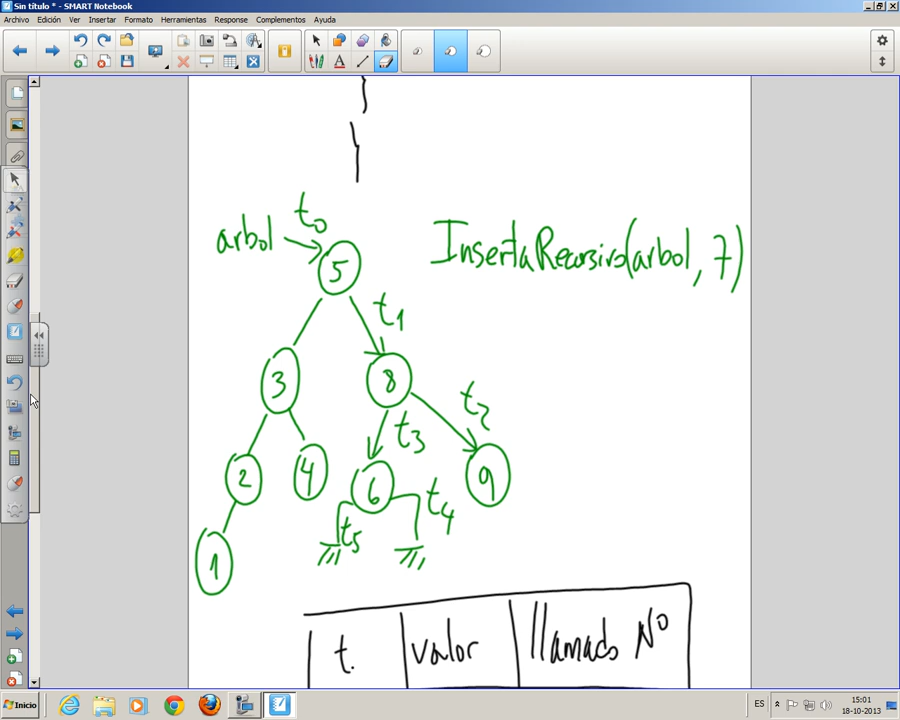 Sin título * - SMART Notebook
Archivo Edición Ver Insertar Formato Herramientas Response Complementos Ayuda
t0
arbol
InsertaRecursivo(arbol, 7)
5
t1
3
8
t2
t3
2
4
6
9
t4
t5
1
t. valor llamado Nº
Inicio
ES
15:01
18-10-2013